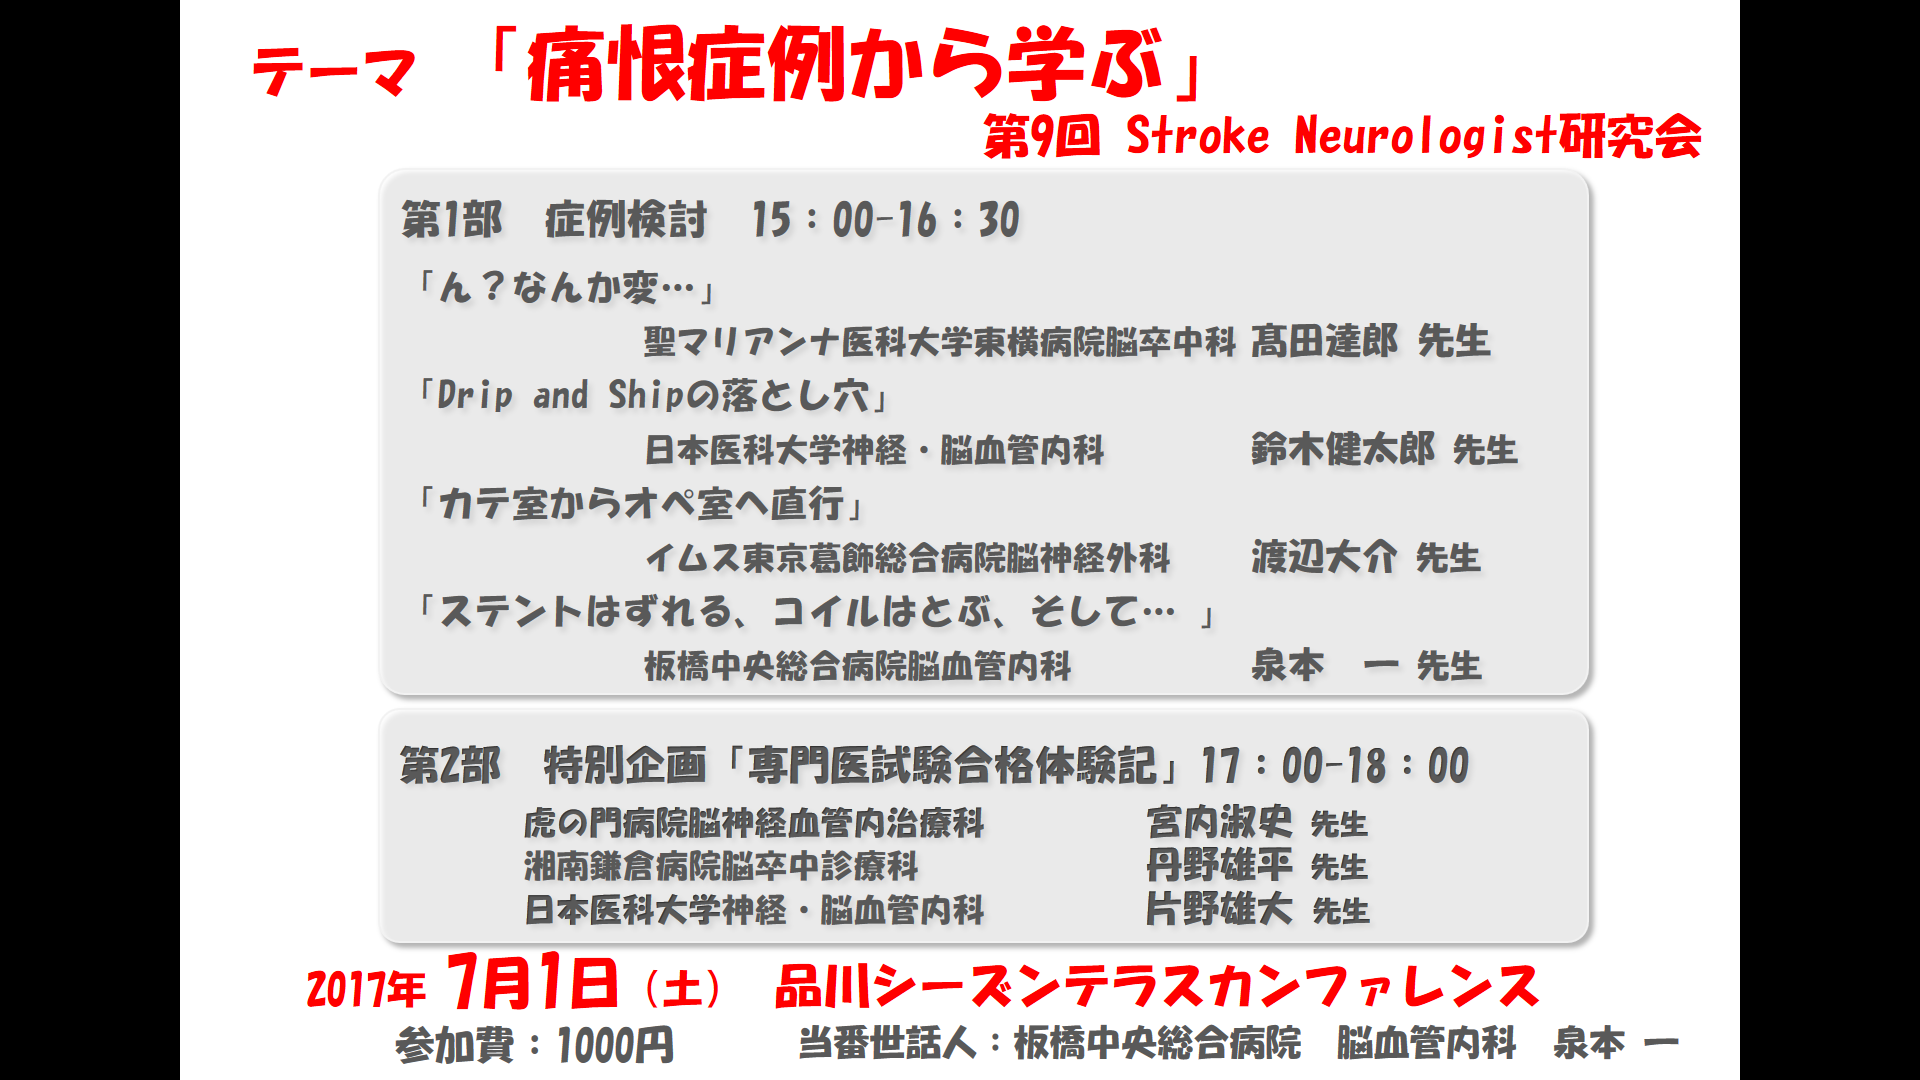 テーマ 「痛恨症例から学ぶ」
第9回 Stroke Neurologist研究会
第1部 症例検討 15：00-16：30
「ん？なんか変…」
聖マリアンナ医科大学東横病院脳卒中科 髙田達郎 先生
「Drip and Shipの落とし穴」
日本医科大学神経・脳血管内科 鈴木健太郎 先生
「カテ室からオペ室へ直行」
イムス東京葛飾総合病院脳神経外科 渡辺大介 先生
「ステントはずれる、コイルはとぶ、そして… 」
板橋中央総合病院脳血管内科 泉本 一 先生
第2部 特別企画「専門医試験合格体験記」17：00-18：00
虎の門病院脳神経血管内治療科 宮内淑史 先生
湘南鎌倉病院脳卒中診療科 丹野雄平 先生
日本医科大学神経・脳血管内科 片野雄大 先生
2017年 7月1日（土） 品川シーズンテラスカンファレンス
参加費：1000円 当番世話人：板橋中央総合病院 脳血管内科 泉本 一